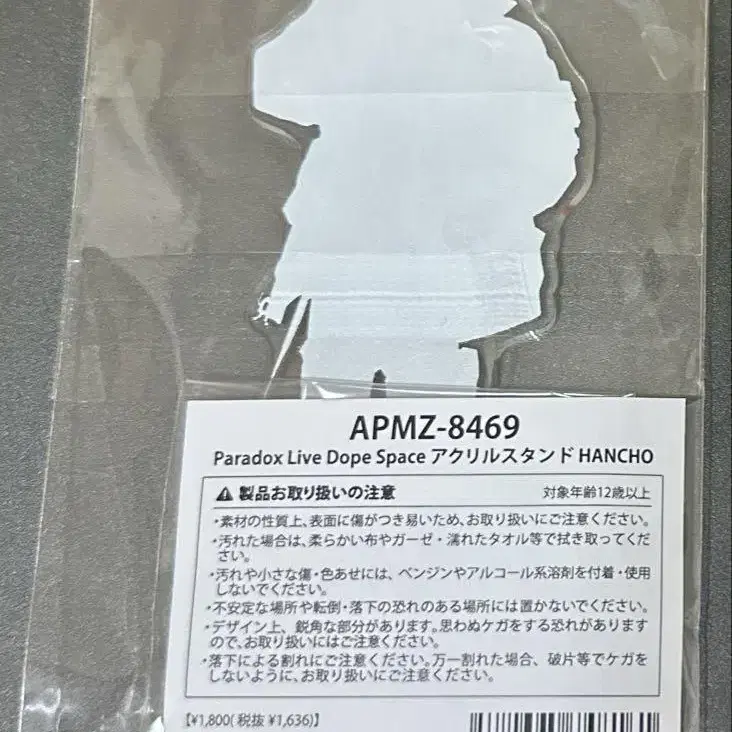 APMZ-8469
Paradox Live Dope Space アクリルスタンド HANCHO
⚠ 製品お取り扱いの注意 対象年齢12歳以上
・素材の性質上、表面に傷がつき易いため、お取り扱いにご注意ください。
・汚れた場合は、柔らかい布やガーゼ・濡れたタオル等で拭き取ってくだ
さい。
・汚れや小さな傷・色あせには、ベンジンやアルコール系溶剤を付着・使用
しないでください。
・不安定な場所や転倒・落下の恐れのある場所には置かないでください。
・デザイン上、鋭角な部分があります。思わぬケガをする恐れがあります
ので、お取り扱いにはご注意ください。
・落下による割れにご注意ください。万一割れた場合、破片等でケガを
しないように、お取り扱いにご注意ください。
【¥1,800(税抜 ¥1,636)】